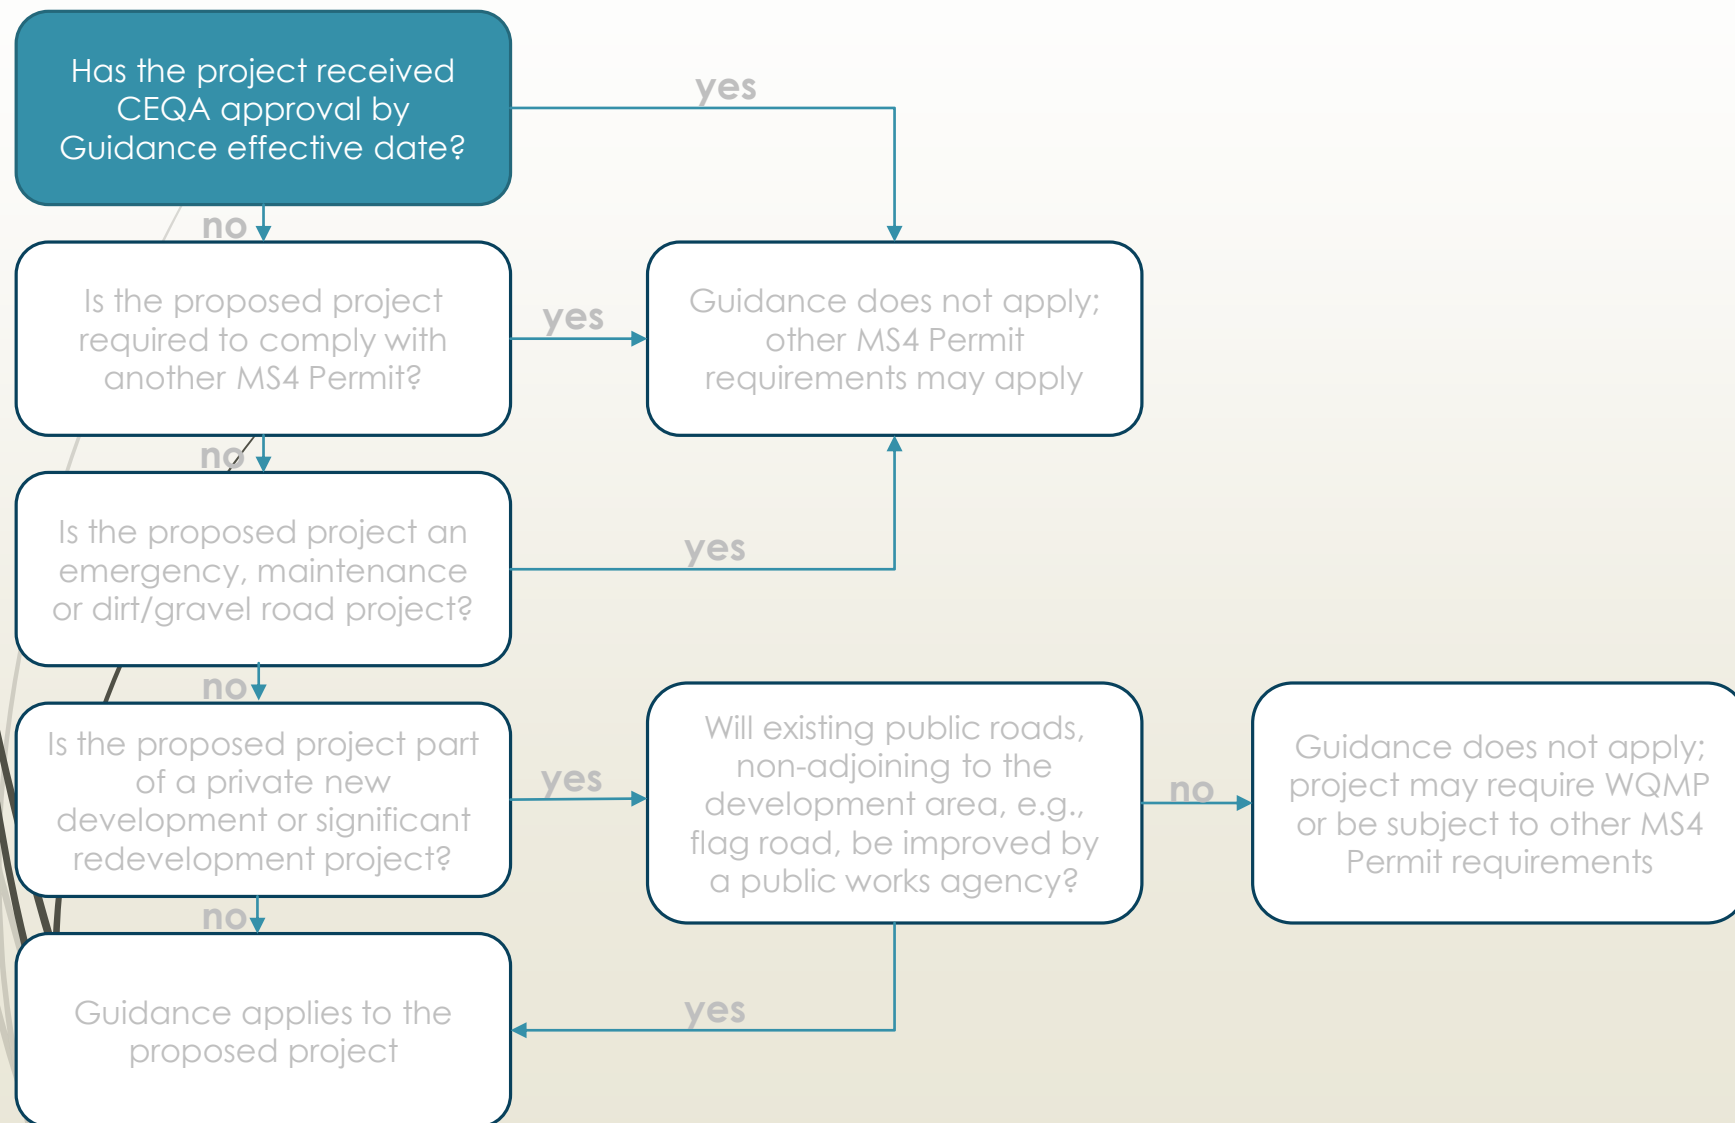 Has the project received
CEQA approval by
Guidance effective date?
yes
no
Is the proposed project
required to comply with
another MS4 Permit?
yes
Guidance does not apply;
other MS4 Permit
requirements may apply
no
Is the proposed project an
emergency, maintenance
or dirt/gravel road project?
yes
no
Is the proposed project part
of a private new
development or significant
redevelopment project?
yes
Will existing public roads,
non-adjoining to the
development area, e.g.,
flag road, be improved by
a public works agency?
no
Guidance does not apply;
project may require WQMP
or be subject to other MS4
Permit requirements
no
Guidance applies to the
proposed project
yes